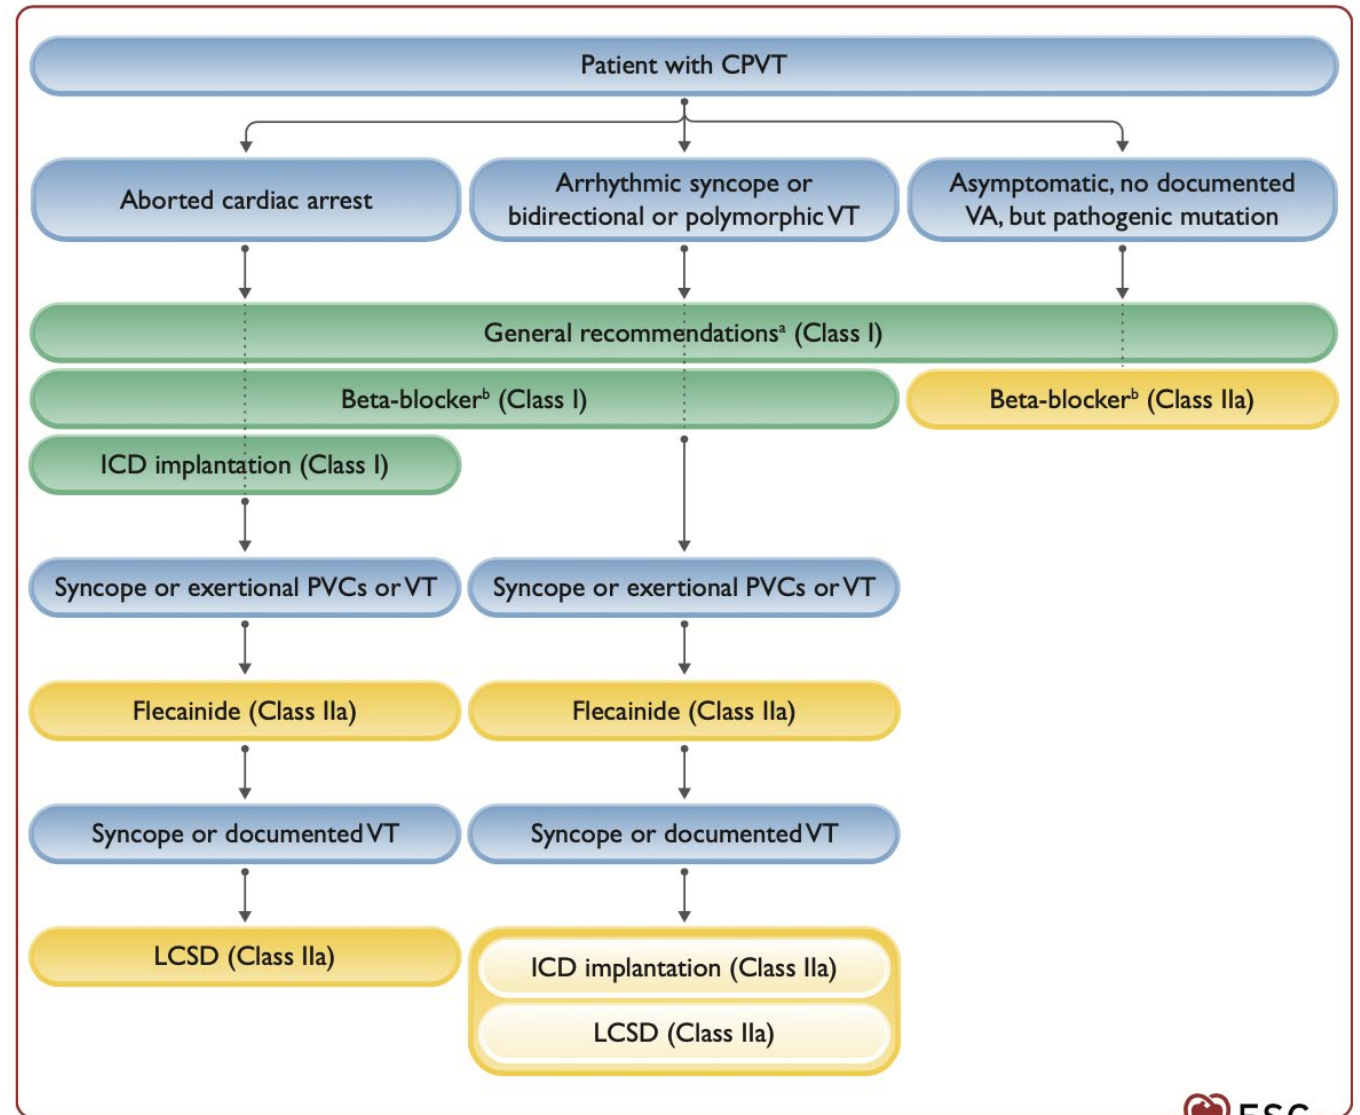 Patient with CPVT
Aborted cardiac arrest
Arrhythmic syncope or
bidirectional or polymorphic VT
Asymptomatic, no documented
VA, but pathogenic mutation
General recommendationsᵃ (Class I)
Beta-blockerᵇ (Class I)
Beta-blockerᵇ (Class IIa)
ICD implantation (Class I)
Syncope or exertional PVCs or VT
Syncope or exertional PVCs or VT
Flecainide (Class IIa)
Flecainide (Class IIa)
Syncope or documented VT
Syncope or documented VT
LCSD (Class IIa)
ICD implantation (Class IIa)
LCSD (Class IIa)
ESC